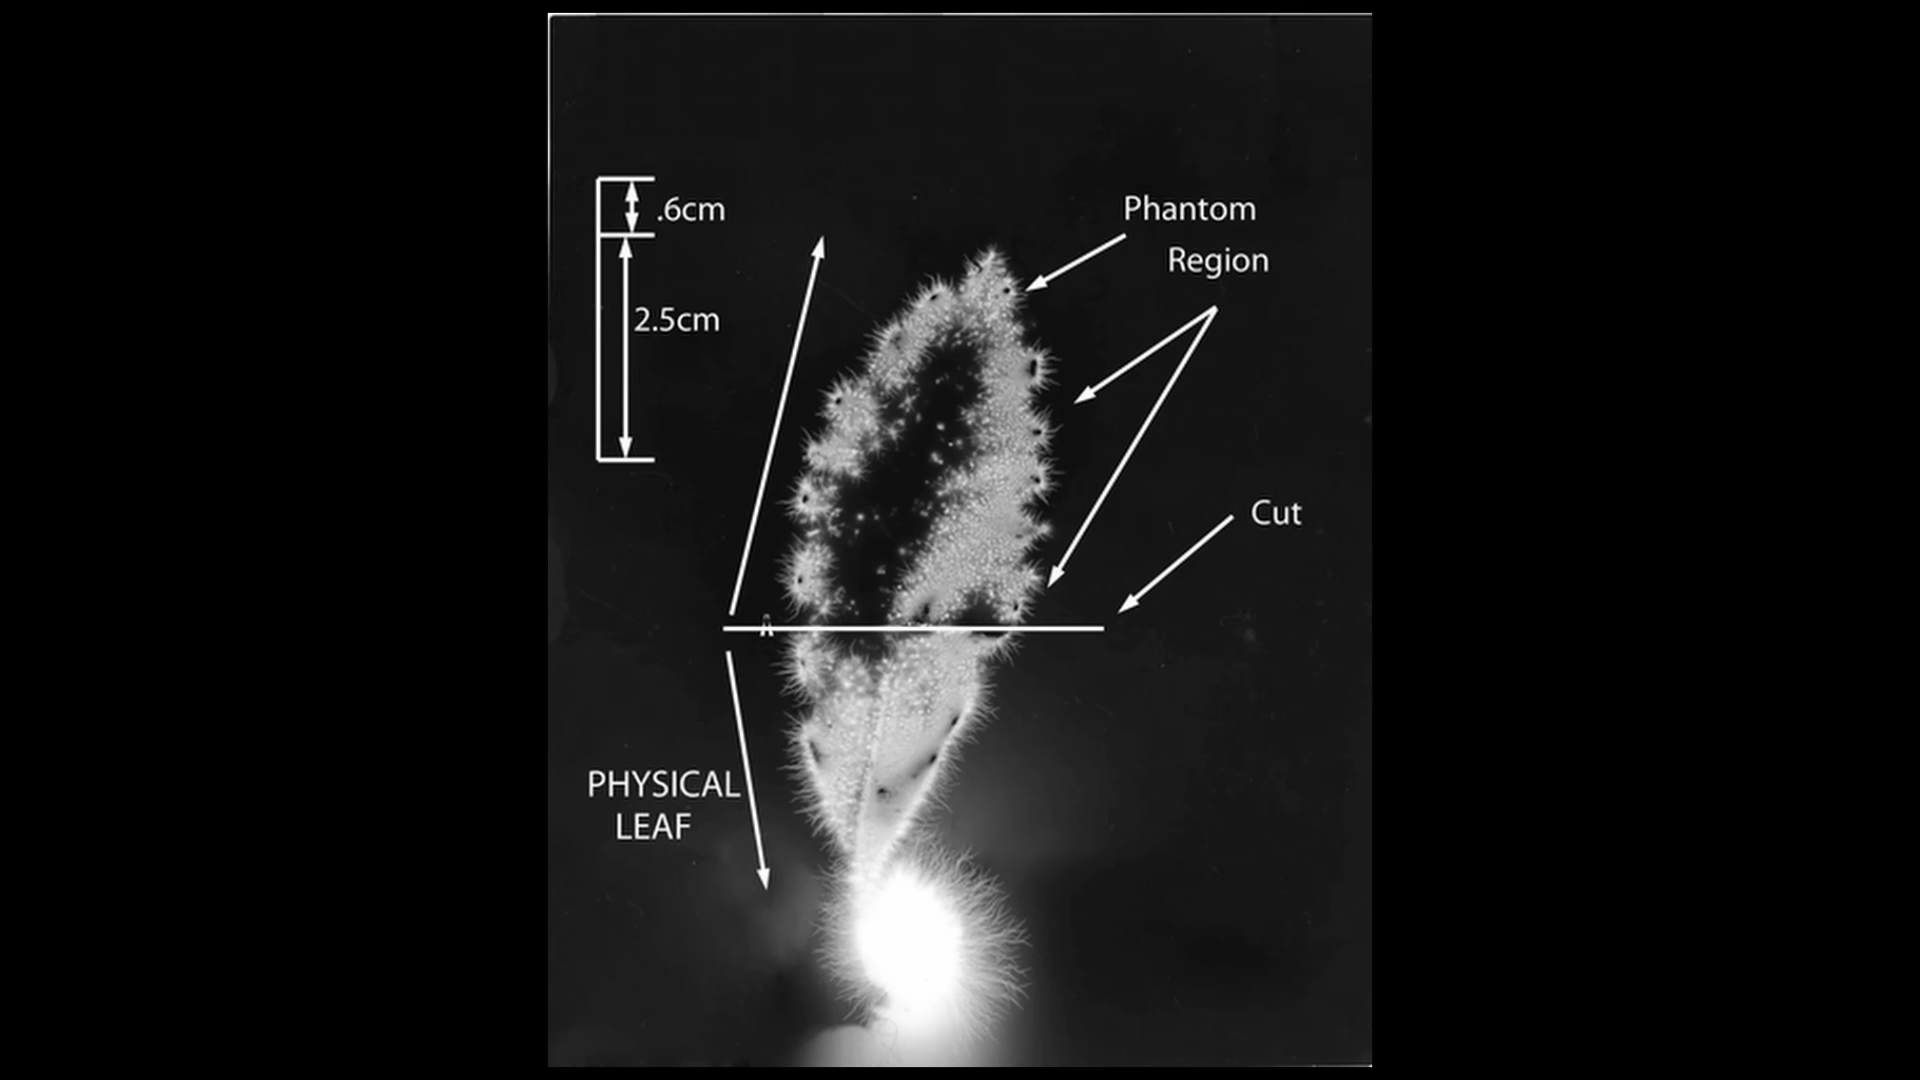 .6cm
Phantom
Region
2.5cm
Cut
PHYSICAL
LEAF